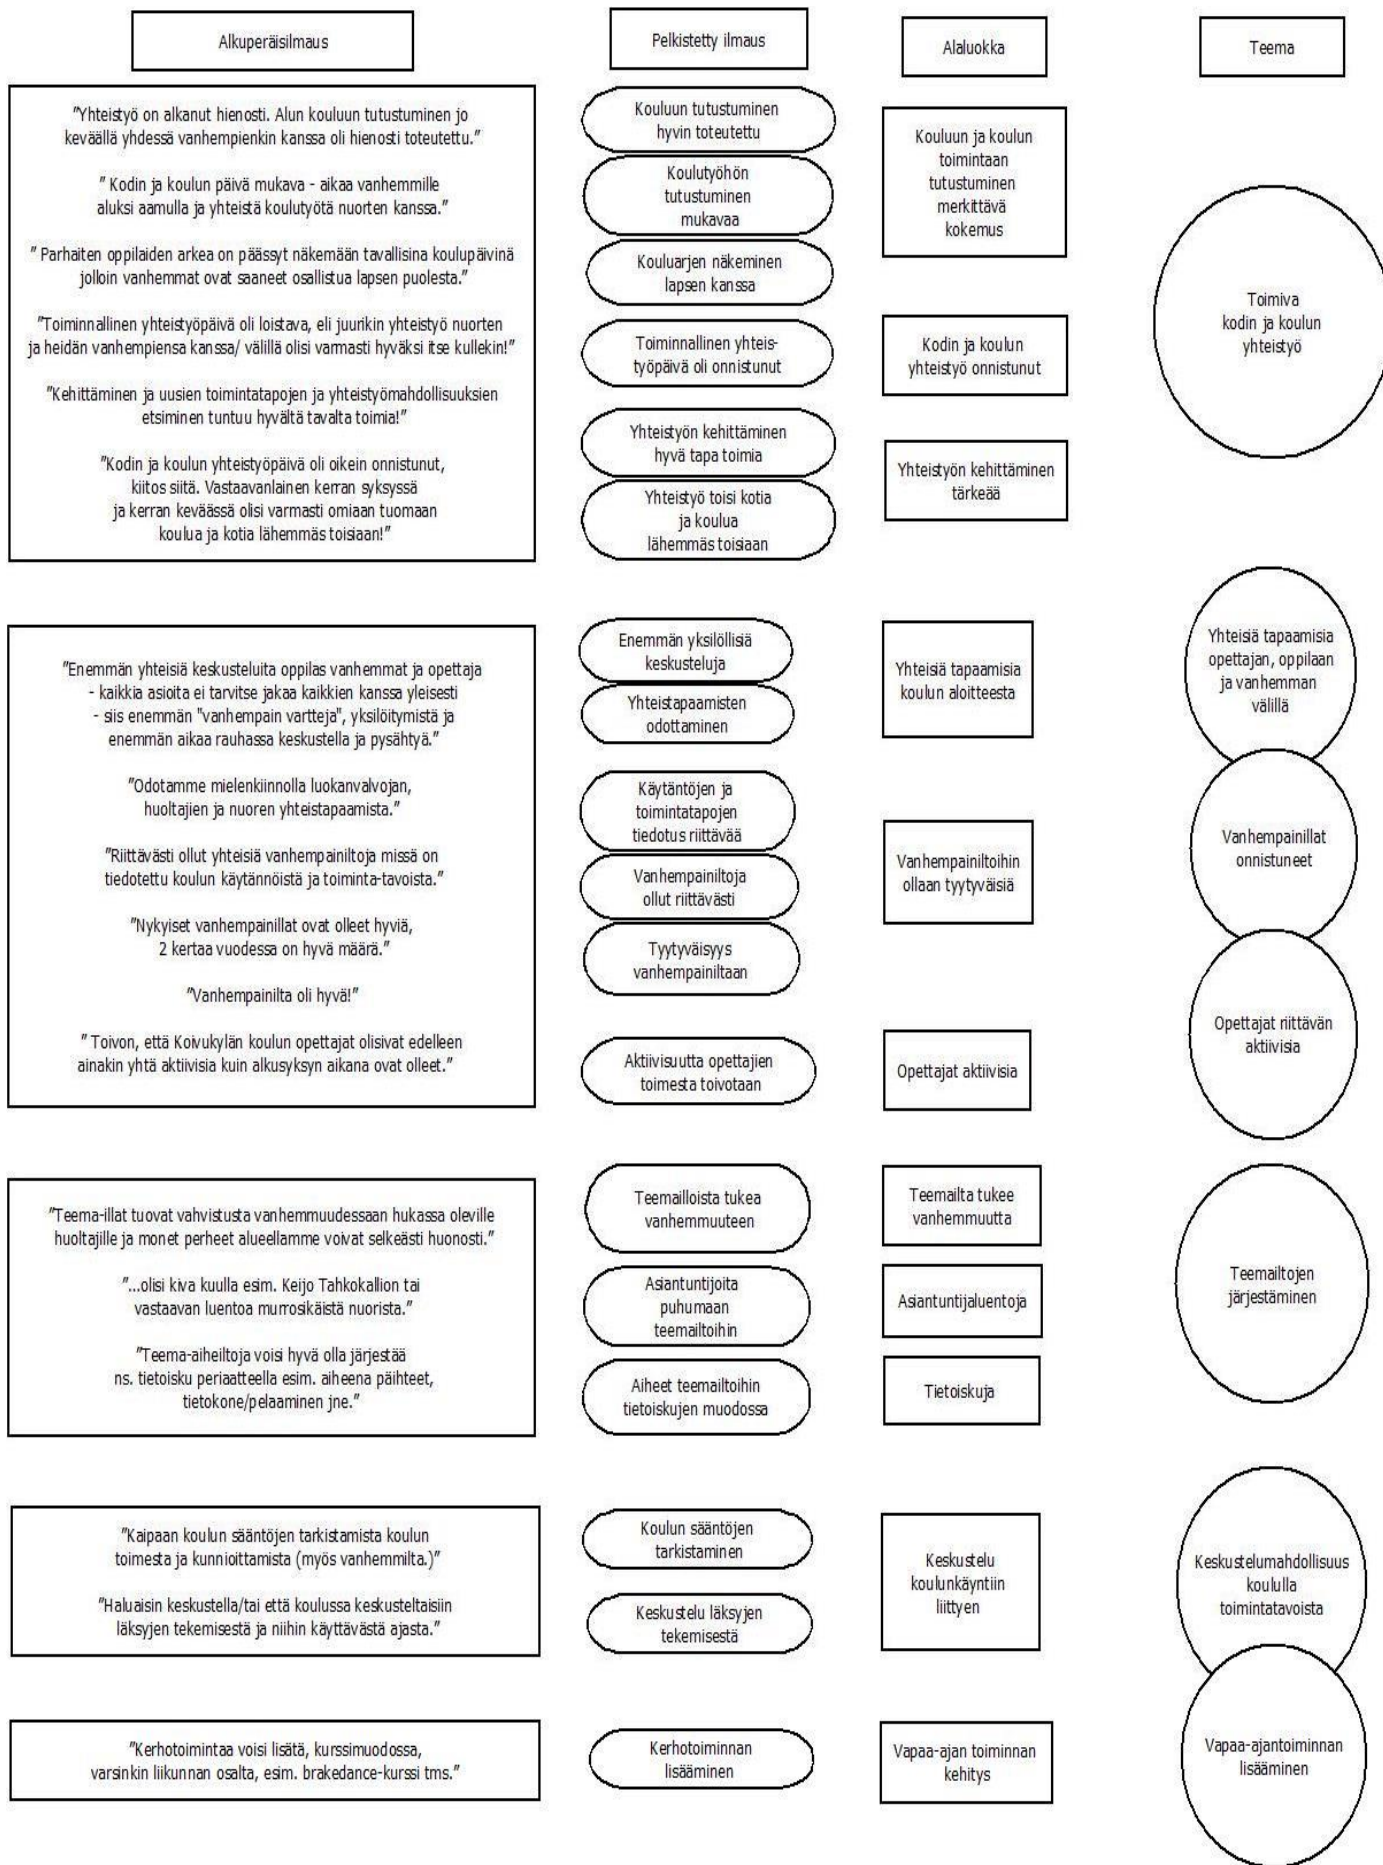 Alkuperäisilmaus
Pelkistetty ilmaus
Alaluokka
Teema
"Yhteistyö on alkanut hienosti. Alun kouluun tutustuminen jo
keväällä yhdessä vanhempienkin kanssa oli hienosti toteutettu."
" Kodin ja koulun päivä mukava - aikaa vanhemmille
aluksi aamulla ja yhteistä koulutyötä nuorten kanssa."
" Parhaiten oppilaiden arkea on päässyt näkemään tavallisina koulupäivinä
jolloin vanhemmat ovat saaneet osallistua lapsen puolesta."
"Toiminnallinen yhteistyöpäivä oli loistava, eli juurikin yhteistyö nuorten
ja heidän vanhempiensa kanssa/ välillä olisi varmasti hyväksi itse kullekin!"
"Kehittäminen ja uusien toimintatapojen ja yhteistyömahdollisuuksien
etsiminen tuntuu hyvältä tavalta toimia!"
"Kodin ja koulun yhteistyöpäivä oli oikein onnistunut,
kiitos siitä. Vastaavanlainen kerran syksyssä
ja kerran keväässä olisi varmasti omiaan tuomaan
koulua ja kotia lähemmäs toisiaan!"
Kouluun tutustuminen
hyvin toteutettu
Koulutyöhön
tutustuminen
mukavaa
Kouluarjen näkeminen
lapsen kanssa
Toiminnallinen yhteis-
työpäivä oli onnistunut
Yhteistyön kehittäminen
hyvä tapa toimia
Yhteistyö toisi kotia
ja koulua
lähemmäs toisiaan
Kouluun ja koulun
toimintaan
tutustuminen
merkittävä
kokemus
Kodin ja koulun
yhteistyö onnistunut
Yhteistyön kehittäminen
tärkeää
Toimiva
kodin ja koulun
yhteistyö
"Enemmän yhteisiä keskusteluita oppilas vanhemmat ja opettaja
- kaikkia asioita ei tarvitse jakaa kaikkien kanssa yleisesti
- siis enemmän "vanhempain vartteja", yksilöitymistä ja
enemmän aikaa rauhassa keskustella ja pysähtyä."
"Odotamme mielenkiinnolla luokanvalvojan,
huoltajien ja nuoren yhteistapaamista."
"Riittävästi ollut yhteisiä vanhempainiltoja missä on
tiedotettu koulun käytännöistä ja toiminta-tavoista."
"Nykyiset vanhempainillat ovat olleet hyviä,
2 kertaa vuodessa on hyvä määrä."
"Vanhempainilta oli hyvä!"
" Toivon, että Koivukylän koulun opettajat olisivat edelleen
ainakin yhtä aktiivisia kuin alkusyksyn aikana ovat olleet."
Enemmän yksilöllisiä
keskusteluja
Yhteistapaamisten
odottaminen
Käytäntöjen ja
toimintatapojen
tiedotus riittävää
Vanhempainiltoja
ollut riittävästi
Tyytyväisyys
vanhempainiltaan
Aktiivisuutta opettajien
toimesta toivotaan
Yhteisiä tapaamisia
koulun aloitteesta
Vanhempainiltoihin
ollaan tyytyväisiä
Opettajat aktiivisia
Yhteisiä tapaamisia
opettajan, oppilaan
ja vanhemman
välillä
Vanhempainillat
onnistuneet
Opettajat riittävän
aktiivisia
"Teema-illat tuovat vahvistusta vanhemmuudessaan hukassa oleville
huoltajille ja monet perheet alueellamme voivat selkeästi huonosti."
"...olisi kiva kuulla esim. Keijo Tahkokallion tai
vastaavan luentoa murrosikäistä nuorista."
"Teema-aiheiltoja voisi hyvä olla järjestää
ns. tietoisku periaatteella esim. aiheena päihteet,
tietokone/pelaaminen jne."
Teemailloista tukea
vanhemmuuteen
Asiantuntijoita
puhumaan
teemailtoihin
Aiheet teemailtoihin
tietoiskujen muodossa
Teemailta tukee
vanhemmuutta
Asiantuntijaluentoja
Tietoiskuja
Teemailtojen
järjestäminen
"Kaipaan koulun sääntöjen tarkistamista koulun
toimesta ja kunnioittamista (myös vanhemmilta.)"
"Haluaisin keskustella/tai että koulussa keskusteltaisiin
läksyjen tekemisestä ja niihin käyttävästä ajasta."
Koulun sääntöjen
tarkistaminen
Keskustelu läksyjen
tekemisestä
Keskustelu
koulunkäyntiin
liittyen
Keskustelumahdollisuus
koululla
toimintatavoista
"Kerhotoimintaa voisi lisätä, kurssimuodossa,
varsinkin liikunnan osalta, esim. brakedance-kurssi tms."
Kerhotoiminnan
lisääminen
Vapaa-ajan toiminnan
kehitys
Vapaa-ajantoiminnan
lisääminen